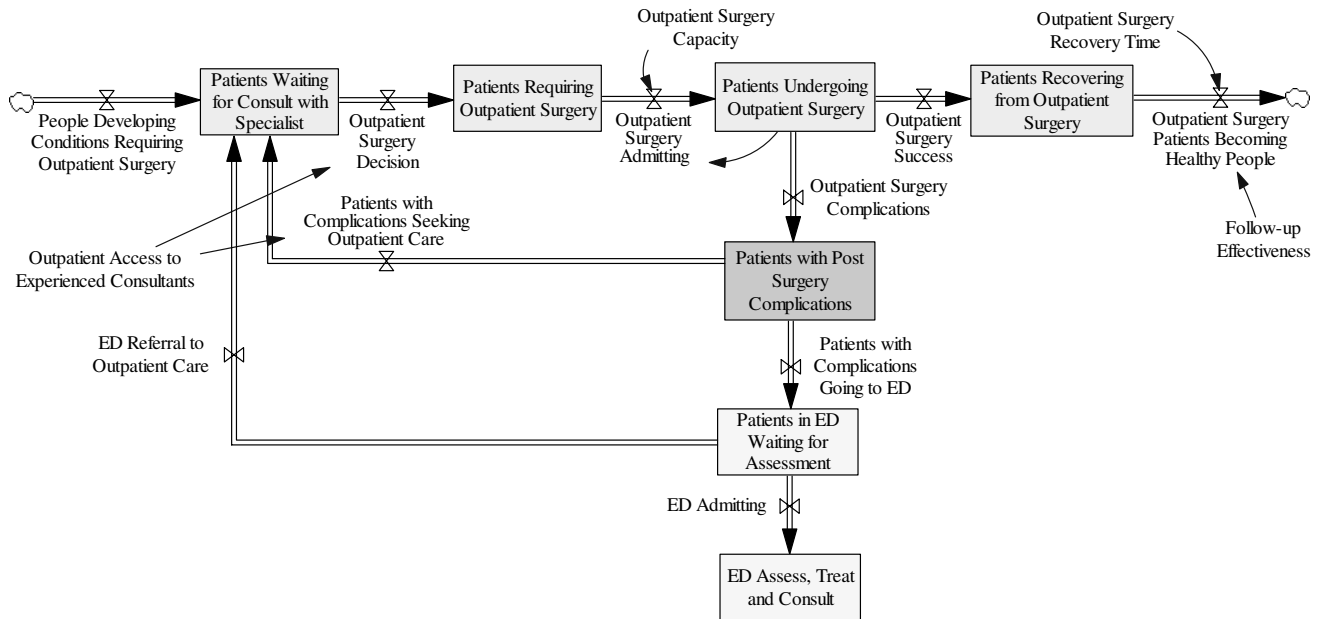 Outpatient Surgery
Capacity
Outpatient Surgery
Recovery Time
Patients Waiting
for Consult with
Specialist
Patients Requiring
Outpatient Surgery
Patients Undergoing
Outpatient Surgery
Patients Recovering
from Outpatient
Surgery
People Developing
Conditions Requiring
Outpatient Surgery
Outpatient
Surgery
Decision
Outpatient
Surgery
Admitting
Outpatient
Surgery
Success
Outpatient Surgery
Patients Becoming
Healthy People
Outpatient Surgery
Complications
Patients with
Complications Seeking
Outpatient Care
Follow-up
Effectiveness
Outpatient Access to
Experienced Consultants
Patients with Post
Surgery
Complications
ED Referral to
Outpatient Care
Patients with
Complications
Going to ED
Patients in ED
Waiting for
Assessment
ED Admitting
ED Assess, Treat
and Consult